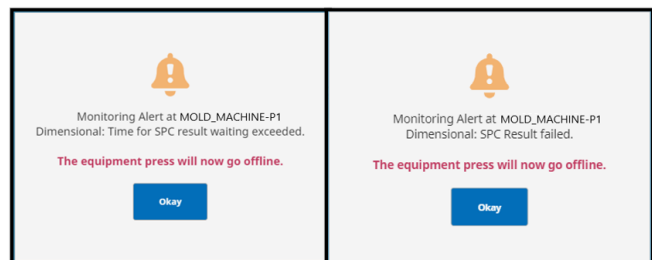 Monitoring Alert at MOLD_MACHINE-P1
Dimensional: Time for SPC result waiting exceeded.
The equipment press will now go offline.
Okay
Monitoring Alert at MOLD_MACHINE-P1
Dimensional: SPC Result failed.
The equipment press will now go offline.
Okay